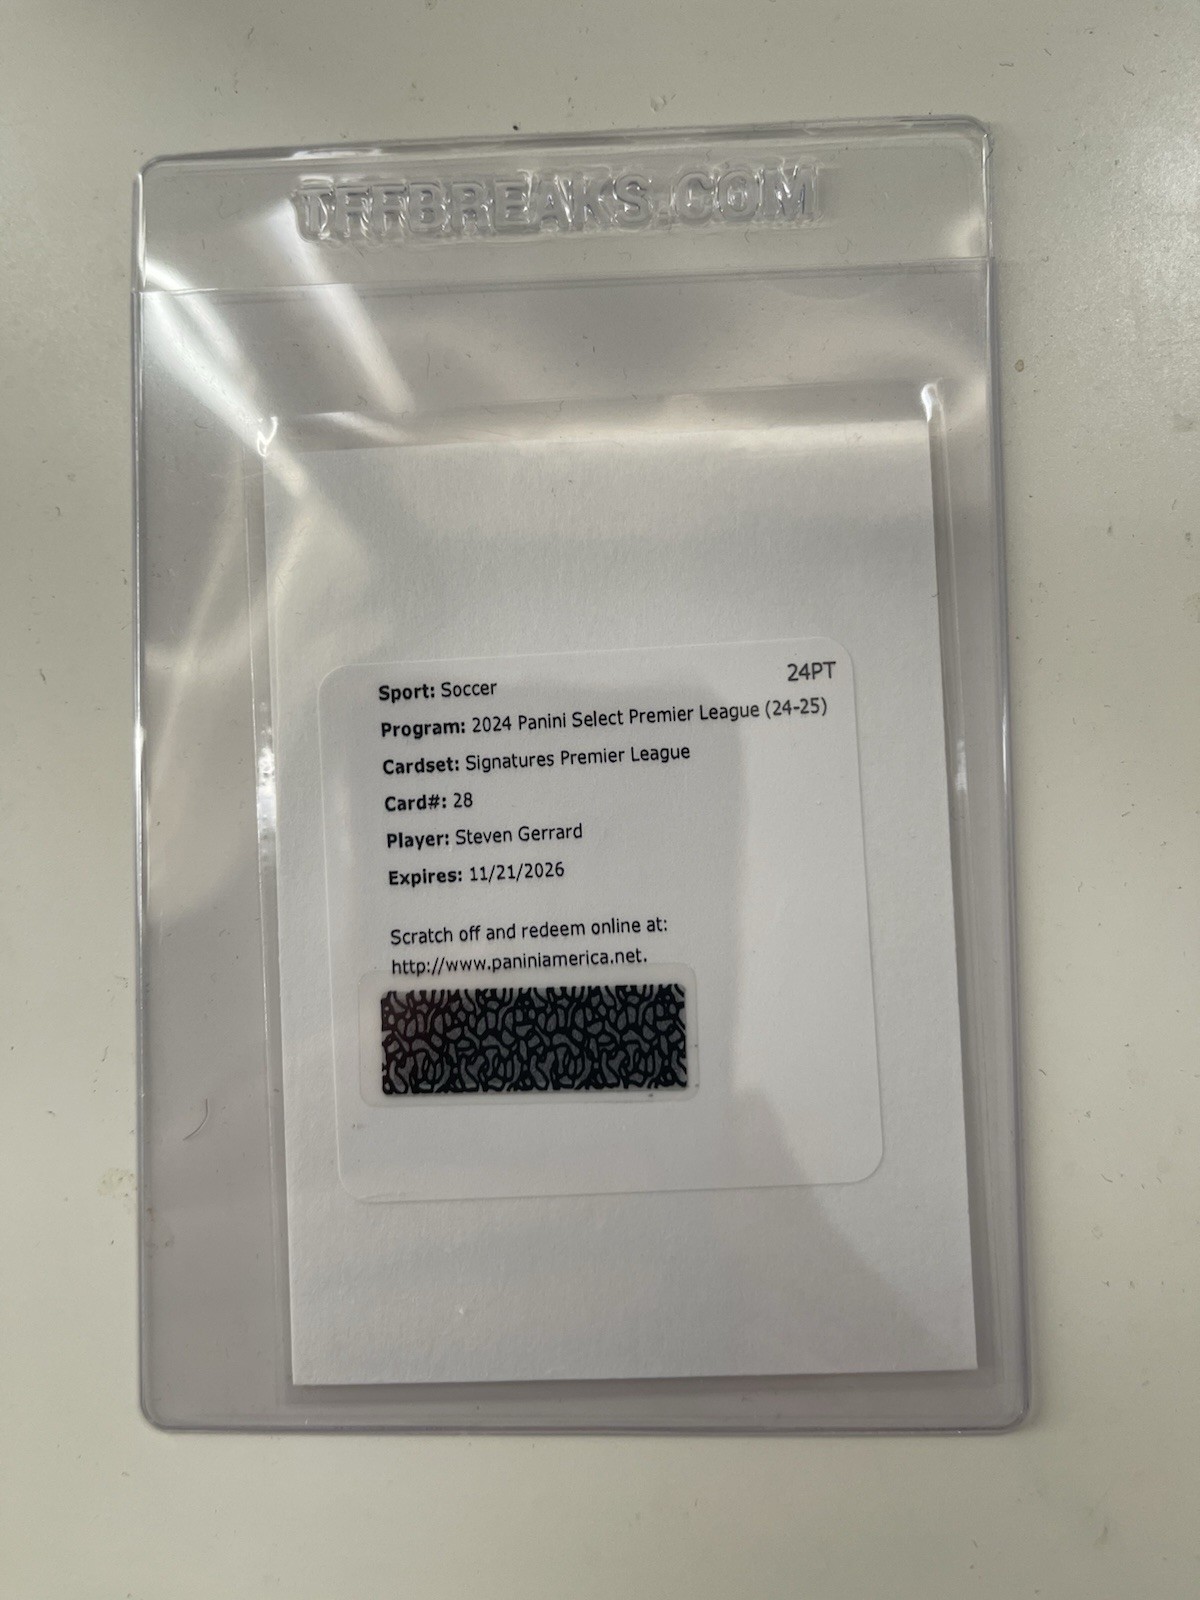 TFFBREAKS.COM
24PT
Sport: Soccer
Program: 2024 Panini Select Premier League (24-25)
Cardset: Signatures Premier League
Card#: 28
Player: Steven Gerrard
Expires: 11/21/2026
Scratch off and redeem online at:
http://www.paniniamerica.net.